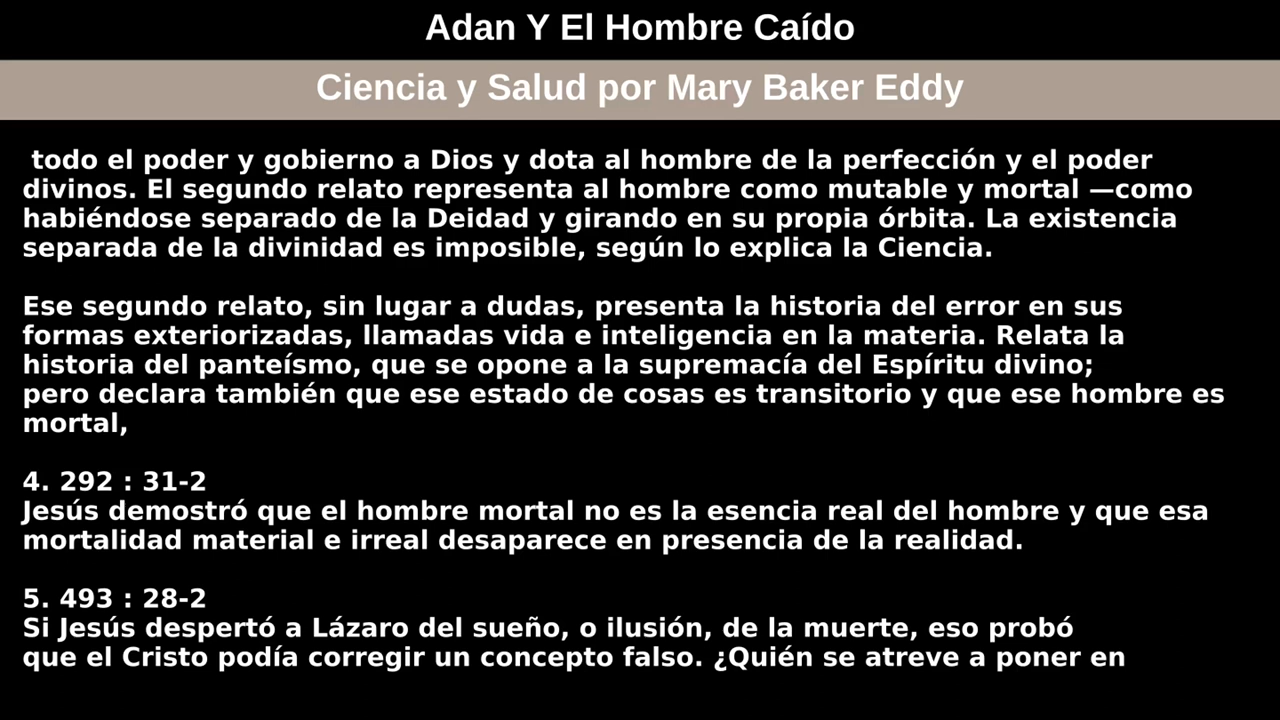 Adan Y El Hombre Caído
Ciencia y Salud por Mary Baker Eddy
todo el poder y gobierno a Dios y dota al hombre de la perfección y el poder
divinos. El segundo relato representa al hombre como mutable y mortal —como
habiéndose separado de la Deidad y girando en su propia órbita. La existencia
separada de la divinidad es imposible, según lo explica la Ciencia.
Ese segundo relato, sin lugar a dudas, presenta la historia del error en sus
formas exteriorizadas, llamadas vida e inteligencia en la materia. Relata la
historia del panteísmo, que se opone a la supremacía del Espíritu divino;
pero declara también que ese estado de cosas es transitorio y que ese hombre es
mortal,
4. 292 : 31-2
Jesús demostró que el hombre mortal no es la esencia real del hombre y que esa
mortalidad material e irreal desaparece en presencia de la realidad.
5. 493 : 28-2
Si Jesús despertó a Lázaro del sueño, o ilusión, de la muerte, eso probó
que el Cristo podía corregir un concepto falso. ¿Quién se atreve a poner en